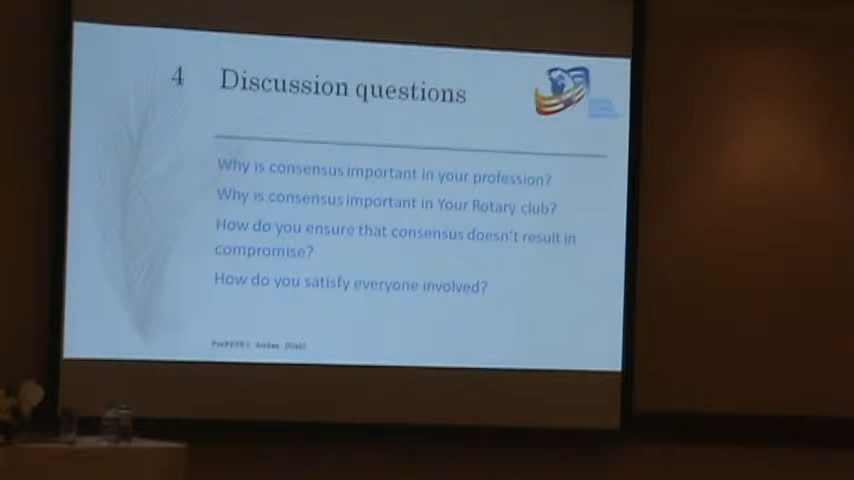 4 Discussion questions
Why is consensus important in your profession?
Why is consensus important in Your Rotary club?
How do you ensure that consensus doesn't result in
compromise?
How do you satisfy everyone involved?
Jordan